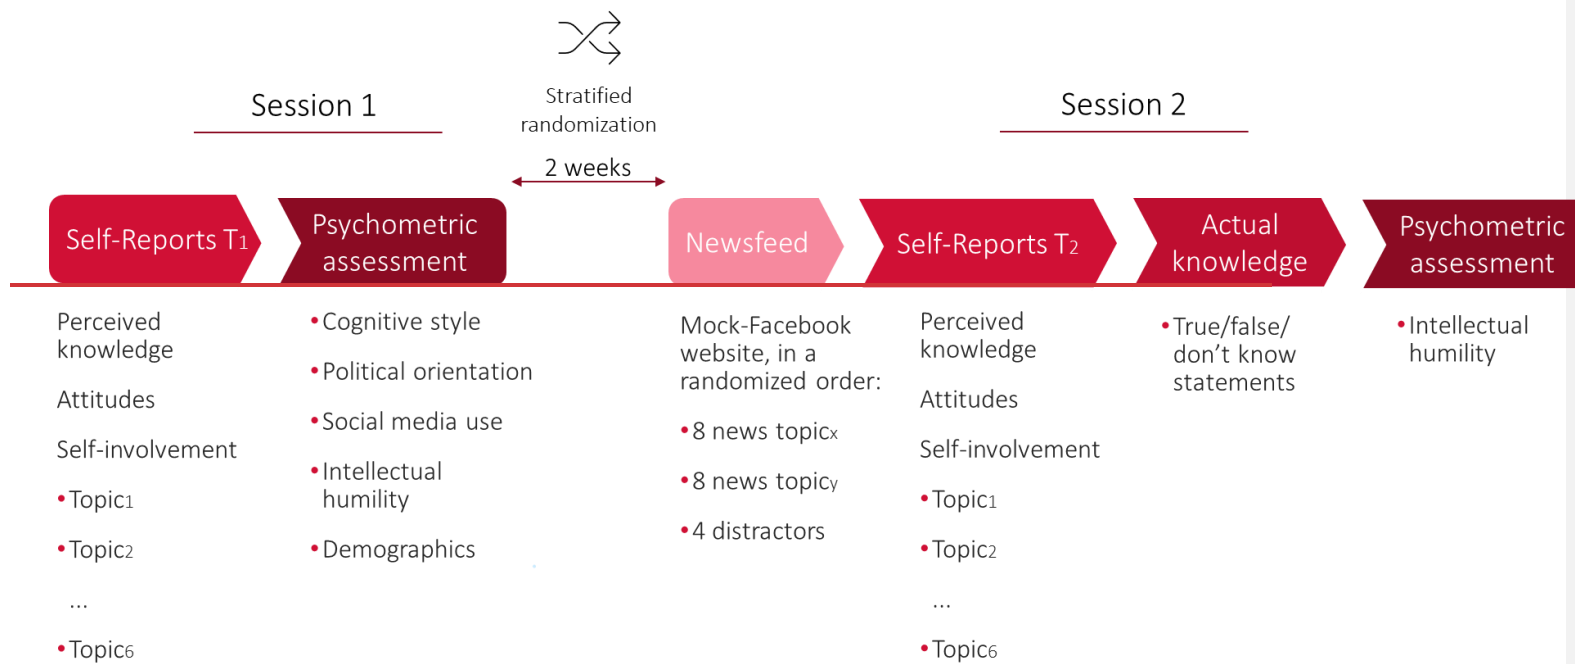 Session 1
Stratified
randomization
2 weeks
Session 2
Self-Reports T1
Psychometric
assessment
Newsfeed
Self-Reports T2
Actual
knowledge
Psychometric
assessment
Perceived
knowledge
Attitudes
Self-involvement
•Topic1
•Topic2
...
•Topic6
•Cognitive style
•Political orientation
•Social media use
•Intellectual
humility
•Demographics
Mock-Facebook
website, in a
randomized order:
•8 news topicx
•8 news topicy
•4 distractors
Perceived
knowledge
Attitudes
Self-involvement
•Topic1
•Topic2
...
•Topic6
•True/false/
don’t know
statements
•Intellectual
humility